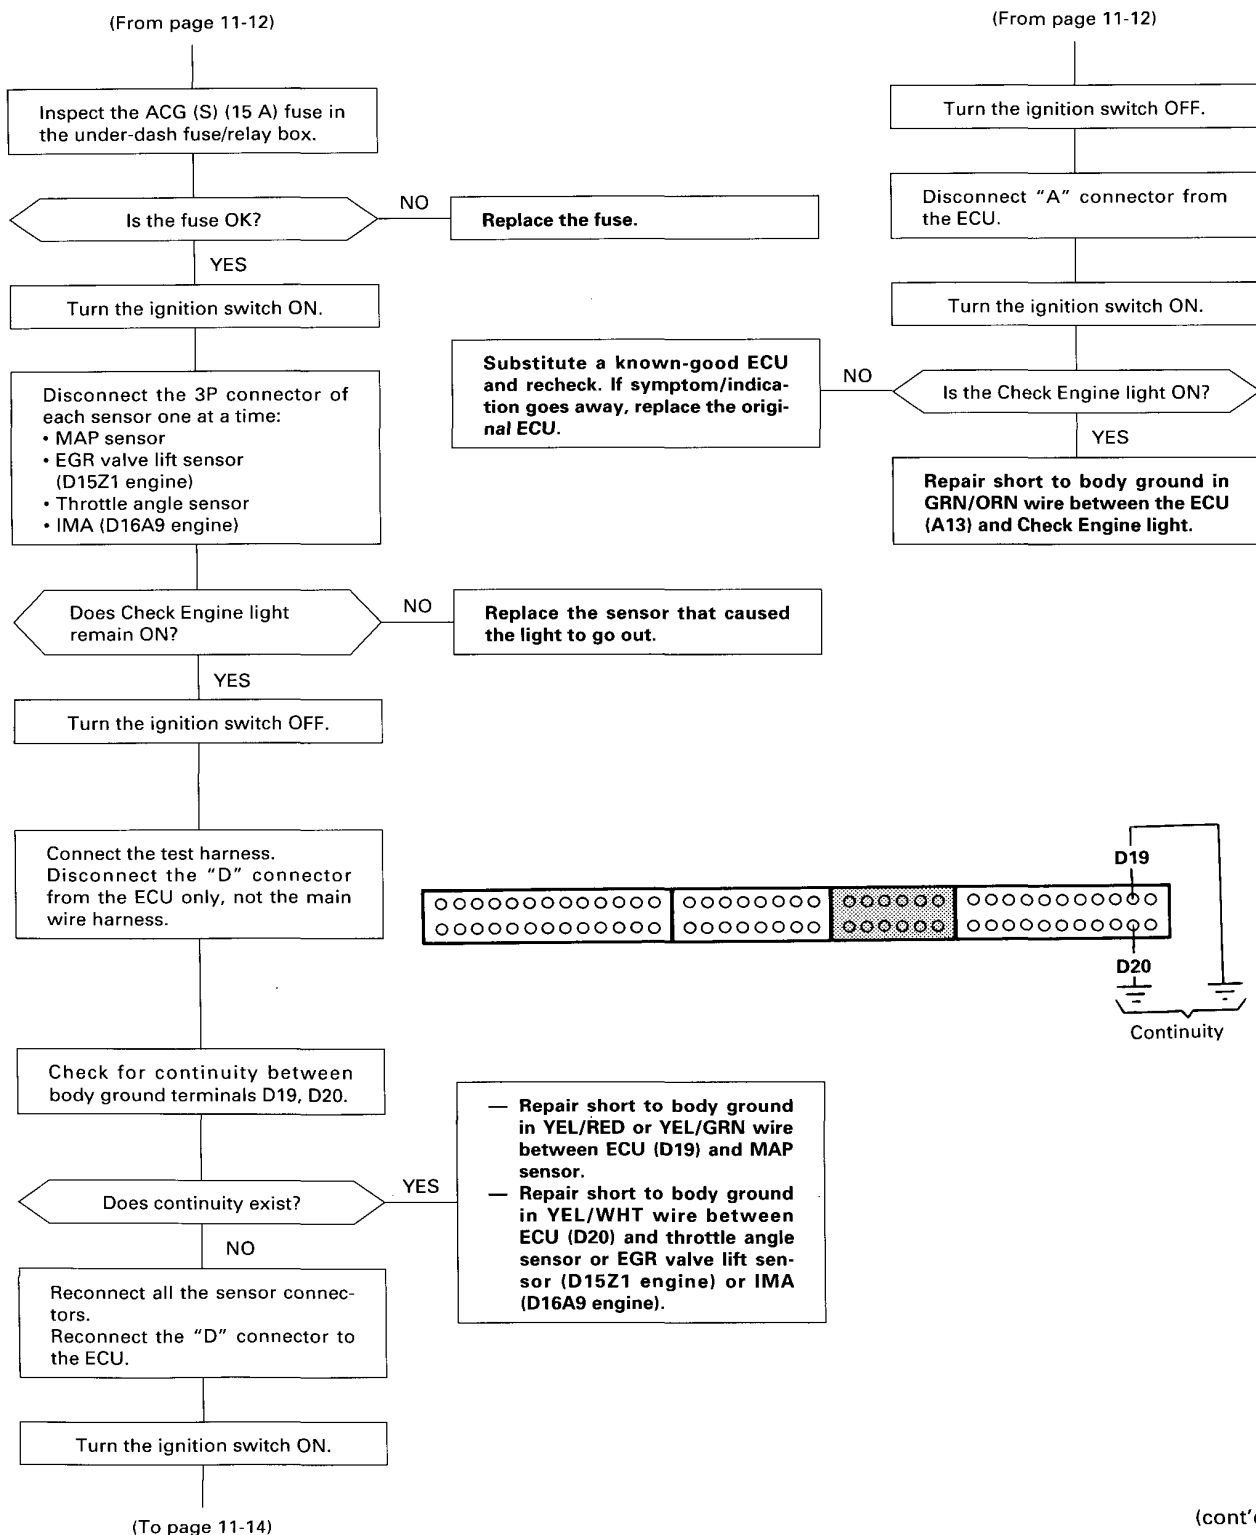 (From page 11-12)
Inspect the ACG (S) (15 A) fuse in
the under-dash fuse/relay box.
Is the fuse OK?
NO
Replace the fuse.
YES
Turn the ignition switch ON.
Disconnect the 3P connector of
each sensor one at a time:
• MAP sensor
• EGR valve lift sensor
(D15Z1 engine)
• Throttle angle sensor
• IMA (D16A9 engine)
Does Check Engine light
remain ON?
NO
Replace the sensor that caused
the light to go out.
YES
Turn the ignition switch OFF.
Connect the test harness.
Disconnect the "D" connector
from the ECU only, not the main
wire harness.
Check for continuity between
body ground terminals D19, D20.
Does continuity exist?
YES
— Repair short to body ground
in YEL/RED or YEL/GRN wire
between ECU (D19) and MAP
sensor.
— Repair short to body ground
in YEL/WHT wire between
ECU (D20) and throttle angle
sensor or EGR valve lift sen-
sor (D15Z1 engine) or IMA
(D16A9 engine).
NO
Reconnect all the sensor connec-
tors.
Reconnect the "D" connector to
the ECU.
Turn the ignition switch ON.
(To page 11-14)
(From page 11-12)
Turn the ignition switch OFF.
Disconnect "A" connector from
the ECU.
Turn the ignition switch ON.
Is the Check Engine light ON?
NO
Substitute a known-good ECU
and recheck. If symptom/indica-
tion goes away, replace the origi-
nal ECU.
YES
Repair short to body ground in
GRN/ORN wire between the ECU
(A13) and Check Engine light.
D19
D20
Continuity
(cont'd